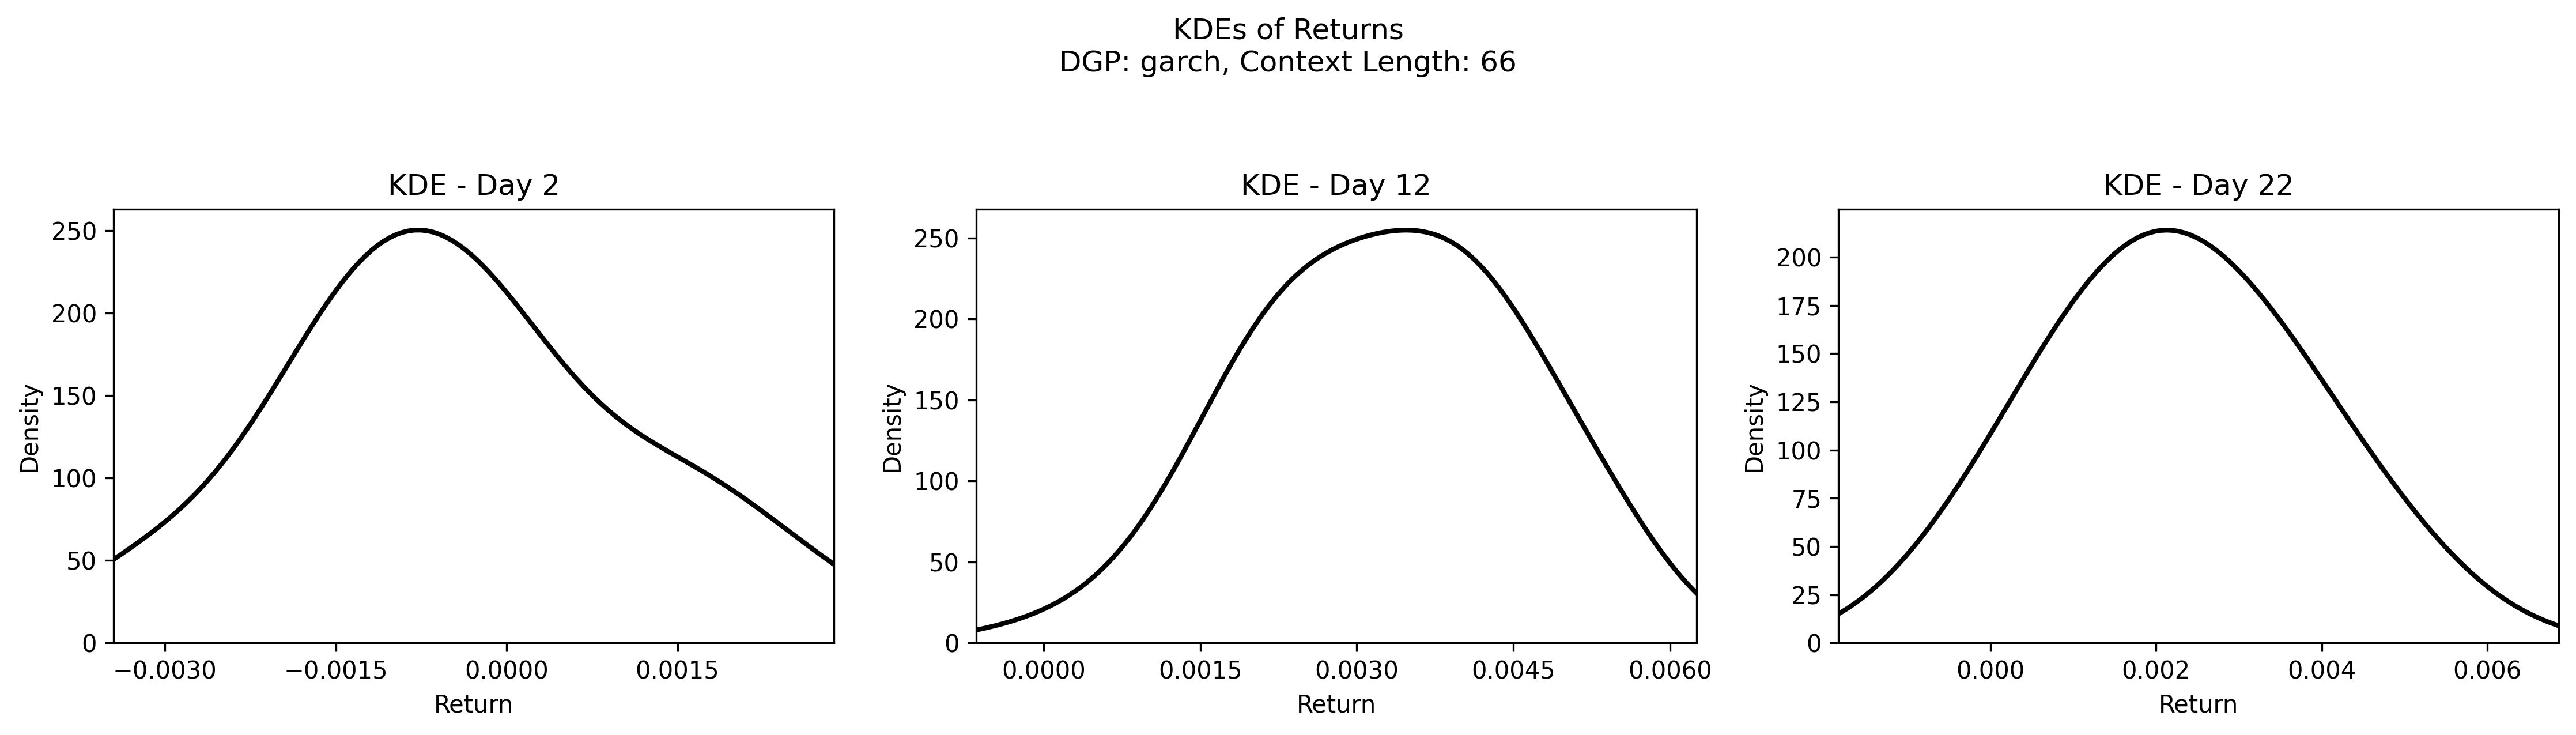 KDEs of Returns
DGP: garch, Context Length: 66
KDE - Day 2
250
200
150
100
50
0
Density
−0.0030 −0.0015 0.0000 0.0015
Return
KDE - Day 12
250
200
150
100
50
0
Density
0.0000 0.0015 0.0030 0.0045 0.0060
Return
KDE - Day 22
200
175
150
125
100
75
50
25
0
Density
0.000 0.002 0.004 0.006
Return